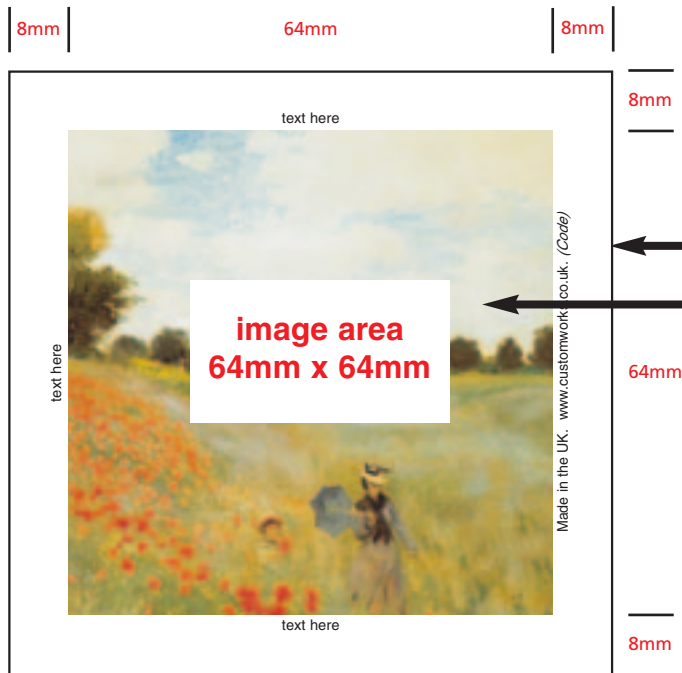 8mm
64mm
8mm
8mm
text here
Made in the UK. www.customworks.co.uk. (Code)
image area
64mm x 64mm
text here
64mm
text here
8mm